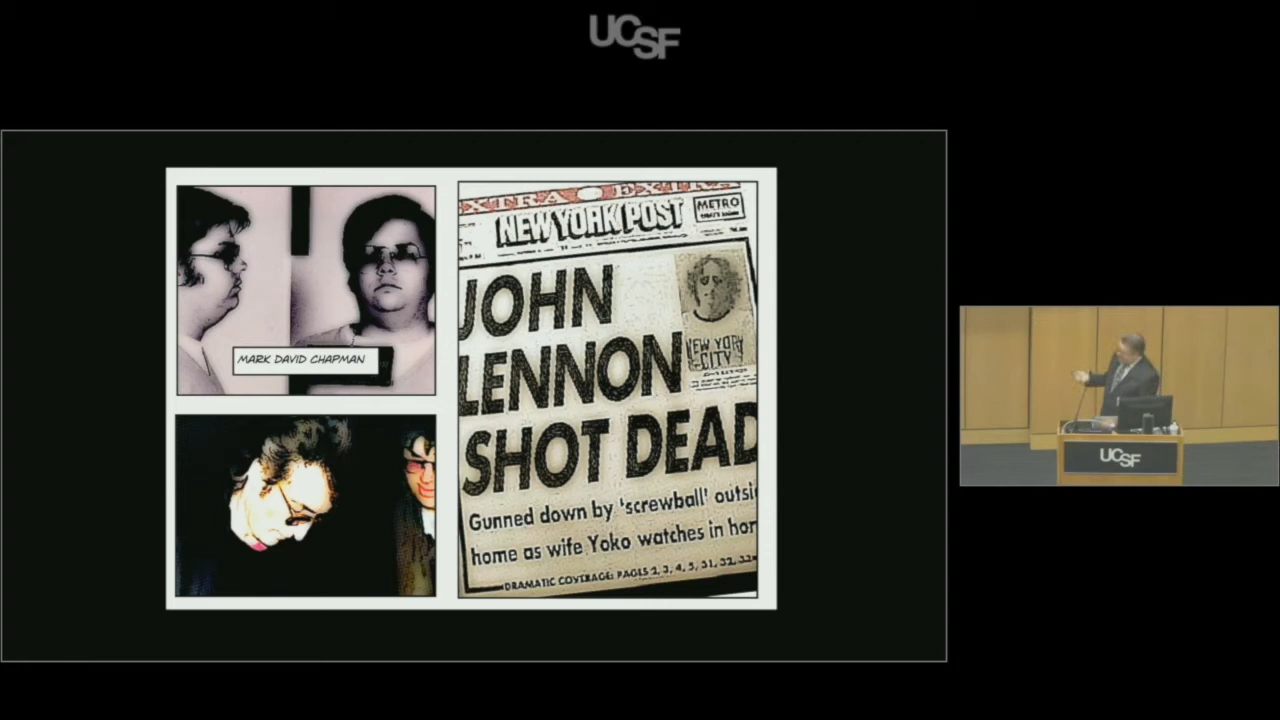 UCSF
MARK DAVID CHAPMAN
EXTRA EXTRA
NEW YORK POST
METRO
JOHN
LENNON
SHOT DEAD
NEW YORK
CITY
Gunned down by 'screwball' outsi
home as wife Yoko watches in hor
DRAMATIC COVERAGE: PAGES 2, 3, 4, 5, 31, 32, 33
UCSF